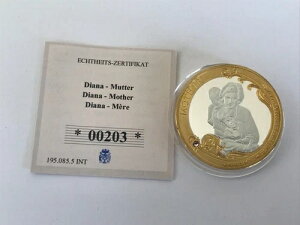 ECHTHEITS-ZERTIFIKAT
Diana - Mutter
Diana - Mother
Diana - Mère
* 00203 *
195.085.5 INT